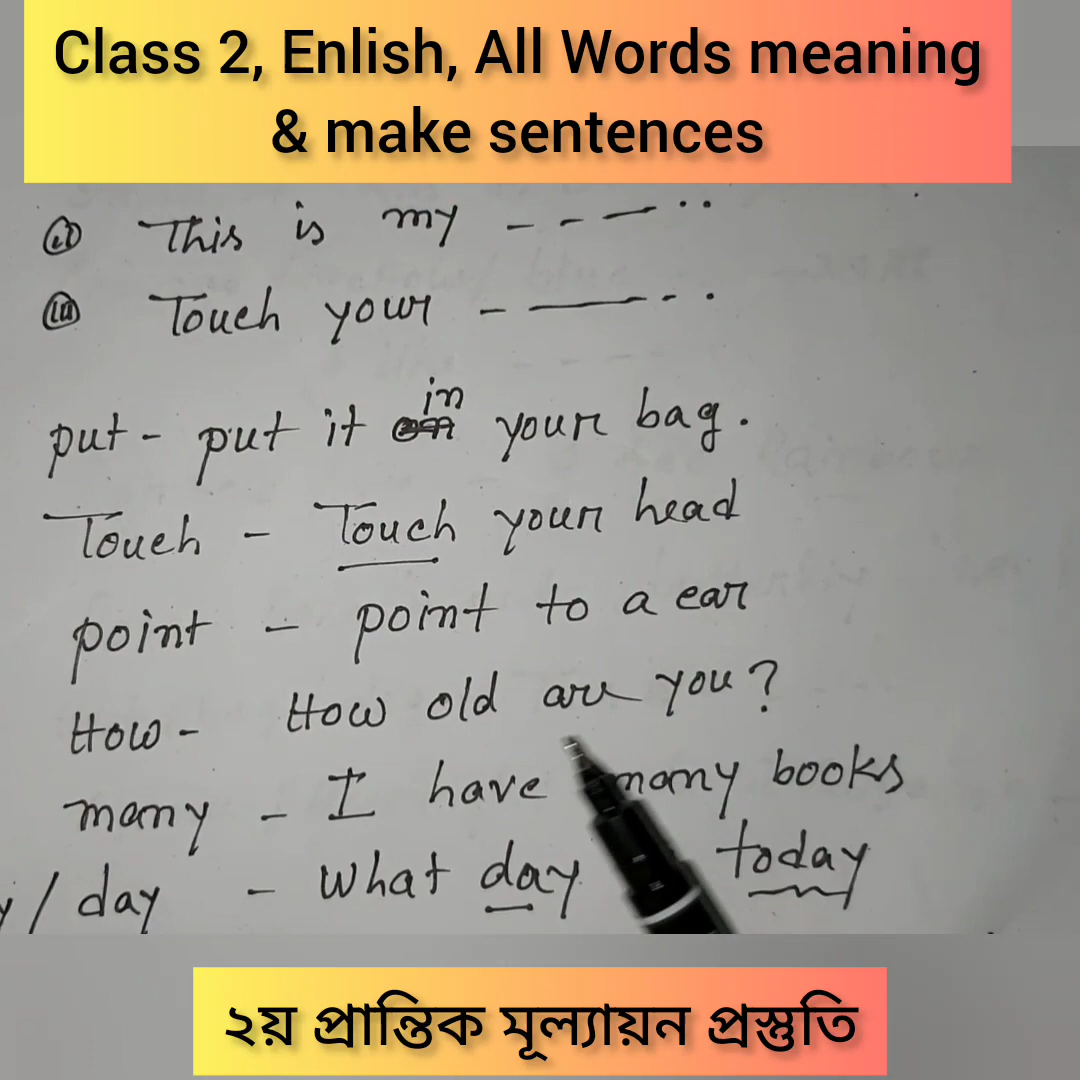 Class 2, Enlish, All Words meaning
& make sentences
(ii) This is my - - — . .
(iii) Touch your - — - - .
put - put it in your bag.
Touch - Touch your head
point - point to a ear
How - How old are you?
many - I have many books
/ day - what day today
২য় প্রান্তিক মূল্যায়ন প্রস্তুতি